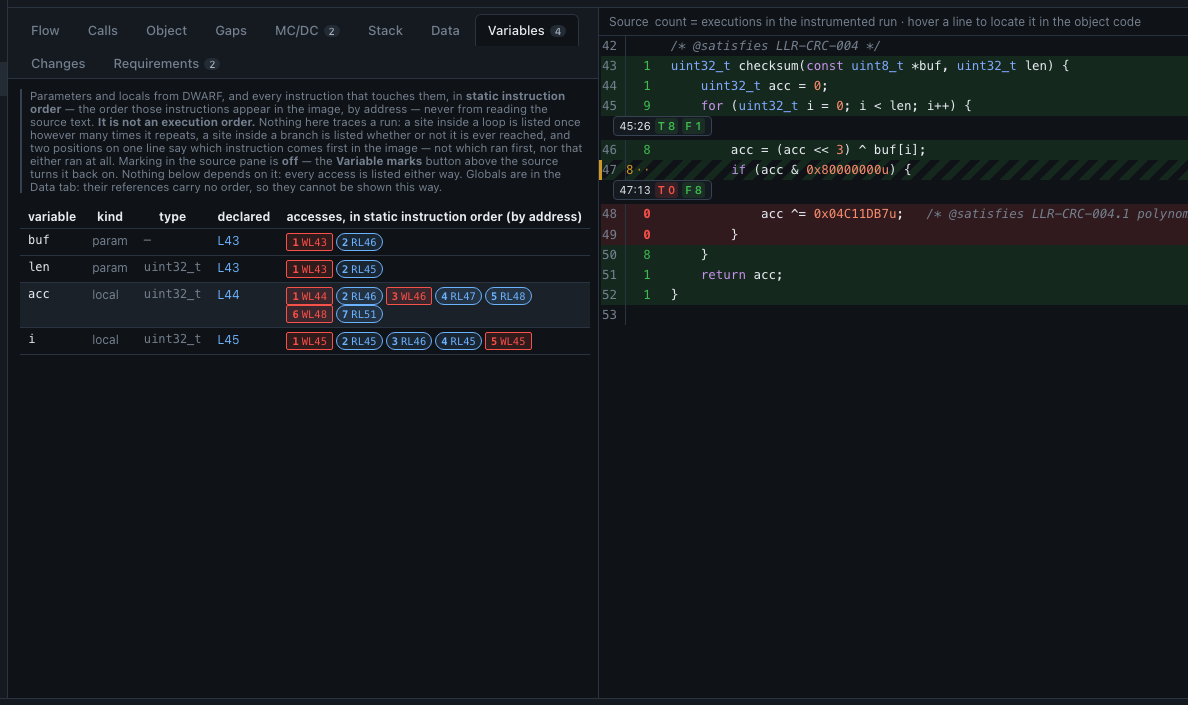 Flow Calls Object Gaps MC/DC 2 Stack Data Variables 4
Changes Requirements 2
Parameters and locals from DWARF, and every instruction that touches them, in static instruction
order — the order those instructions appear in the image, by address — never from reading the
source text. It is not an execution order. Nothing here traces a run: a site inside a loop is listed once
however many times it repeats, a site inside a branch is listed whether or not it is ever reached, and
two positions on one line say which instruction comes first in the image — not which ran first, nor that
either ran at all. Marking in the source pane is off — the Variable marks button above the source
turns it back on. Nothing below depends on it: every access is listed either way. Globals are in the
Data tab: their references carry no order, so they cannot be shown this way.
variable kind type declared accesses, in static instruction order (by address)
buf param — L43 1 WL43 2 RL46
len param uint32_t L43 1 WL43 2 RL45
acc local uint32_t L44 1 WL44 2 RL46 3 WL46 4 RL47 5 RL48
6 WL48 7 RL51
i local uint32_t L45 1 WL45 2 RL45 3 RL46 4 RL45 5 WL45
Source count = executions in the instrumented run · hover a line to locate it in the object code
42 /* @satisfies LLR-CRC-004 */
43 1 uint32_t checksum(const uint8_t *buf, uint32_t len) {
44 1 uint32_t acc = 0;
45 9 for (uint32_t i = 0; i < len; i++) {
45:26 T 8 F 1
46 8 acc = (acc << 3) ^ buf[i];
47 8·· if (acc & 0x80000000u) {
47:13 T 0 F 8
48 0 acc ^= 0x04C11DB7u; /* @satisfies LLR-CRC-004.1 polynom
49 0 }
50 8 }
51 1 return acc;
52 1 }
53